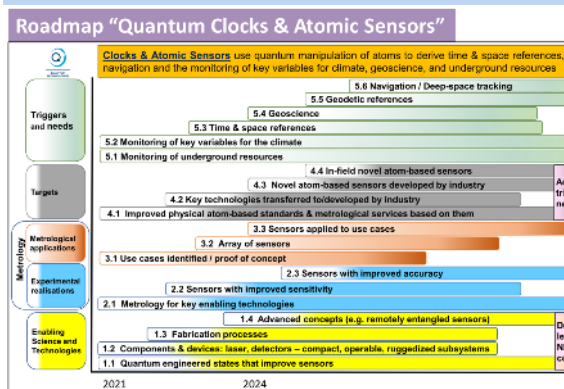 Roadmap “Quantum Clocks & Atomic Sensors”
Clocks & Atomic Sensors use quantum manipulation of atoms to derive time & space references,
navigation and the monitoring of key variables for climate, geoscience, and underground resources
Triggers
and needs
5.6 Navigation / Deep-space tracking
5.5 Geodetic references
5.4 Geoscience
5.3 Time & space references
5.2 Monitoring of key variables for the climate
5.1 Monitoring of underground resources
Targets
4.4 In-field novel atom-based sensors
4.3 Novel atom-based sensors developed by industry
4.2 Key technologies transferred to/developed by industry
4.1 Improved physical atom-based standards & metrological services based on them
Metrology
Metrological
applications
3.3 Sensors applied to use cases
3.2 Array of sensors
3.1 Use cases identified / proof of concept
Experimental
realisations
2.3 Sensors with improved accuracy
2.2 Sensors with improved sensitivity
2.1 Metrology for key enabling technologies
Enabling
Science and
Technologies
1.4 Advanced concepts (e.g. remotely entangled sensors)
1.3 Fabrication processes
1.2 Components & devices: laser, detectors – compact, operable, ruggedized subsystems
1.1 Quantum engineered states that improve sensors
2021
2024